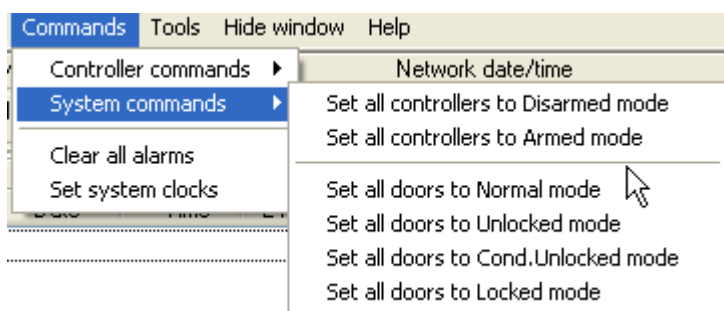 Commands Tools Hide window Help
Controller commands
Network date/time
System commands
Set all controllers to Disarmed mode
Set all controllers to Armed mode
Clear all alarms
Set system clocks
Set all doors to Normal mode
Set all doors to Unlocked mode
Set all doors to Cond.Unlocked mode
Set all doors to Locked mode